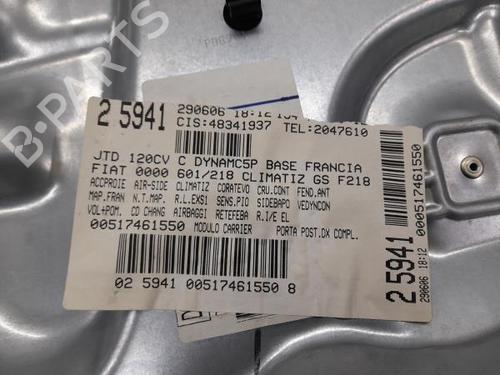 B-PARTS
2 5941 290606 18:12
CIS:48341937 TEL:2047610
JTD 120CV C DYNAMC5P BASE FRANCIA
FIAT 0000 601/218 CLIMATIZ GS F218
ACCPROIE AIR-SIDE CLIMATIZ CORATEVO CRU.CONT FEND.ANT
MAP.FRAN N.T.MAP. R.L.EXS1 SENS.PIO SIDEBAPO VEDYNCON
VOL+POM. CD CHANG AIRBAGGI RETEFEBA R.I/E EL
00517461550 MODULO CARRIER PORTA POST.DX COMPL.
02 5941 00517461550 8
2 5941 00517461550
290606 18:12